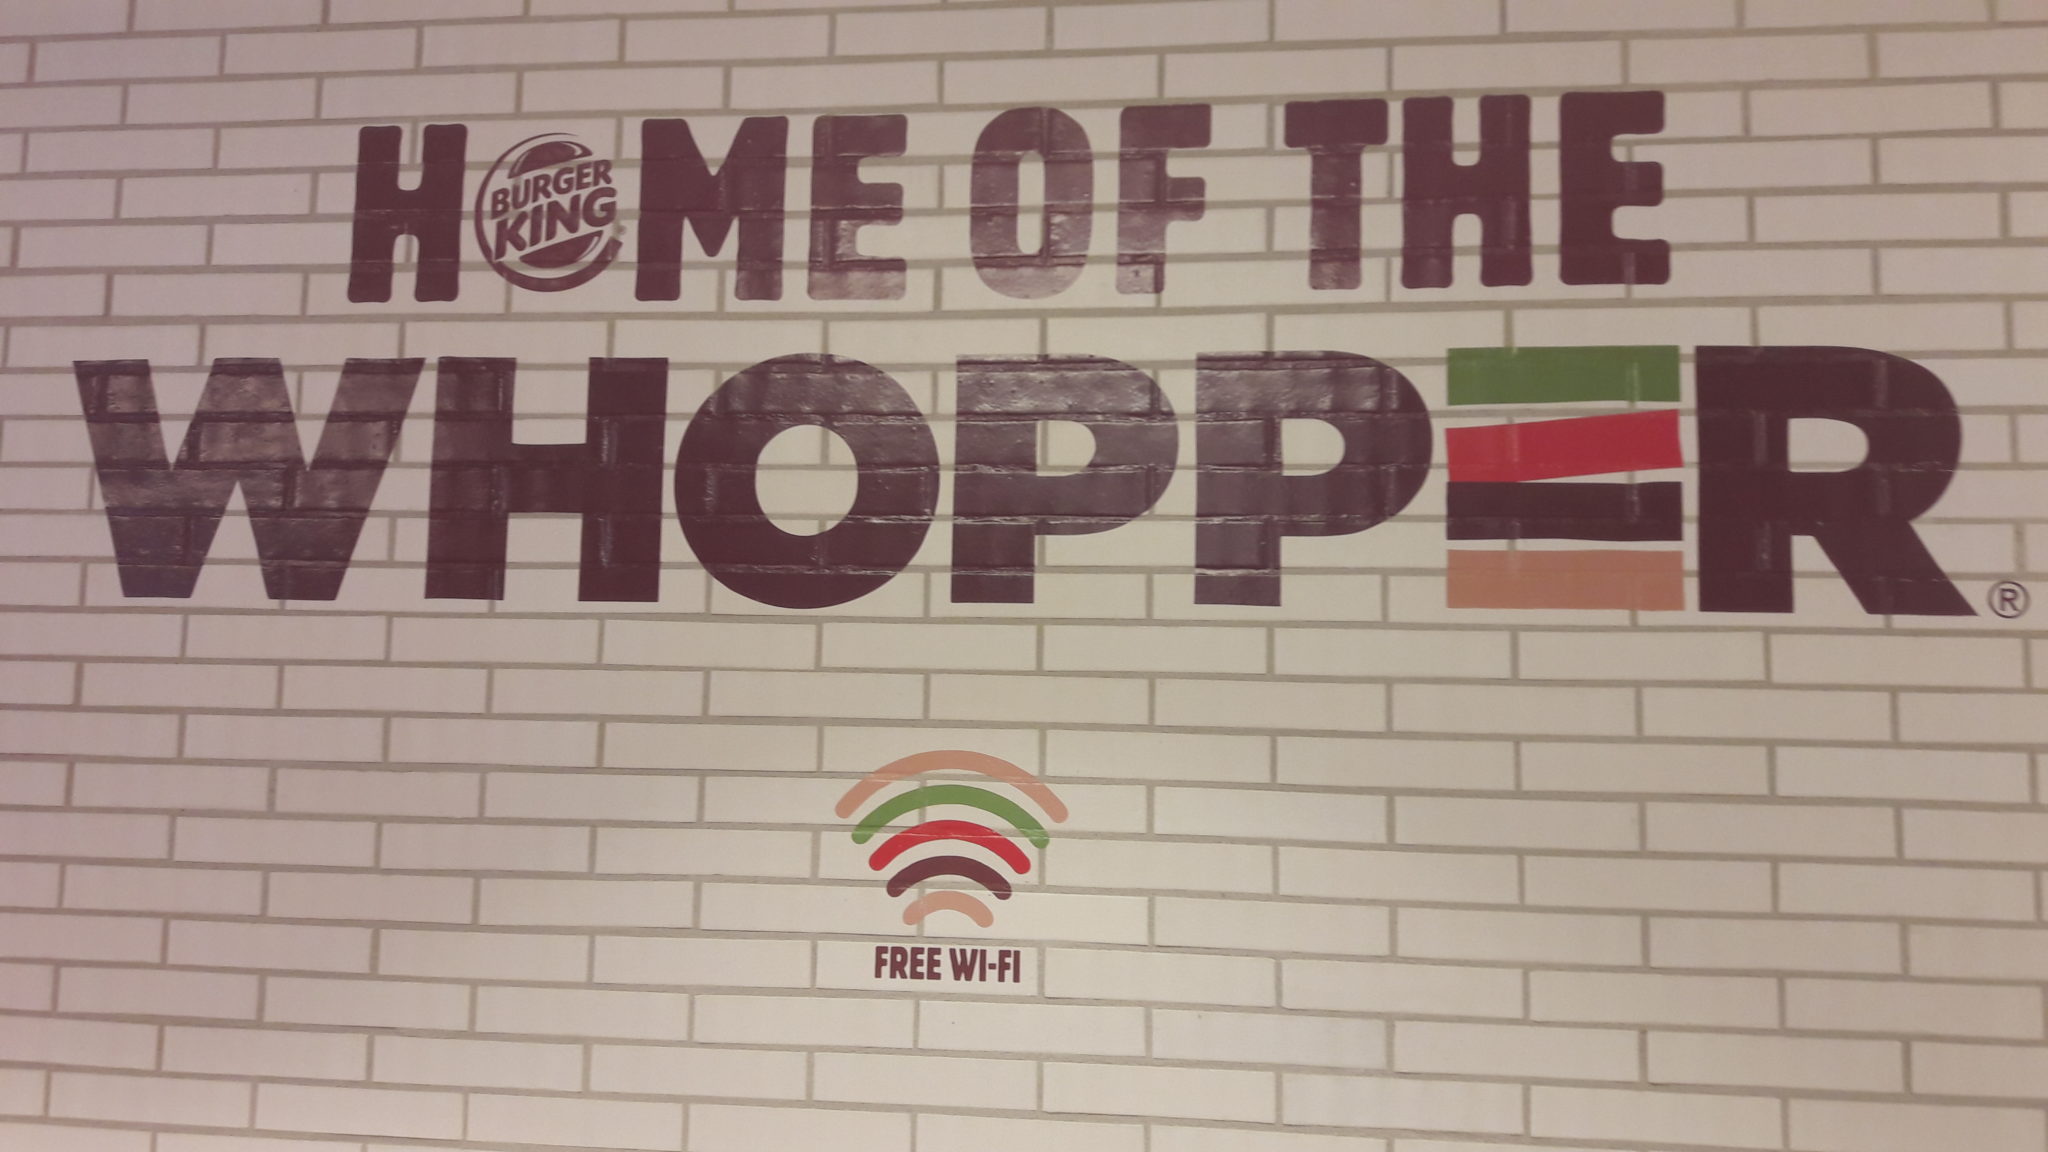 HOME OF THE
BURGER
KING
WHOPPER®
FREE WI-FI